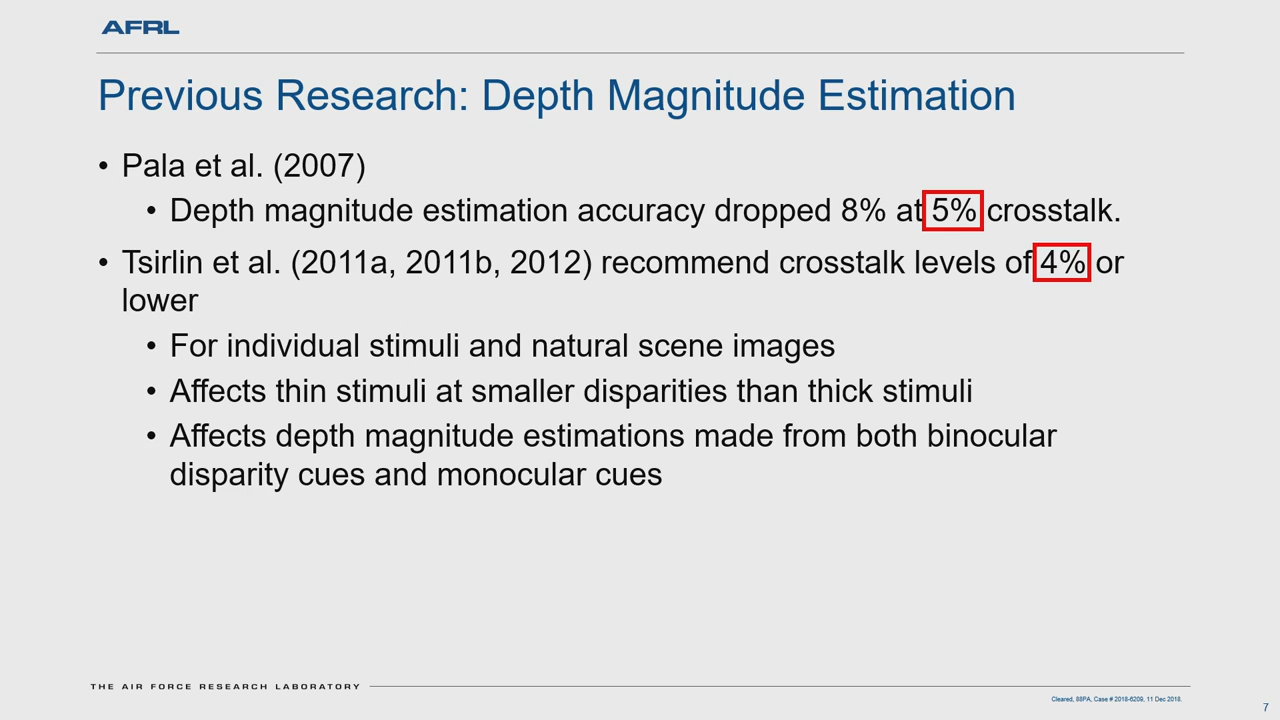 AFRL
Previous Research: Depth Magnitude Estimation
• Pala et al. (2007)
• Depth magnitude estimation accuracy dropped 8% at 5% crosstalk.
• Tsirlin et al. (2011a, 2011b, 2012) recommend crosstalk levels of 4% or
lower
• For individual stimuli and natural scene images
• Affects thin stimuli at smaller disparities than thick stimuli
• Affects depth magnitude estimations made from both binocular
disparity cues and monocular cues
THE AIR FORCE RESEARCH LABORATORY
Cleared, 88PA, Case # 2018-6209, 11 Dec 2018.
7